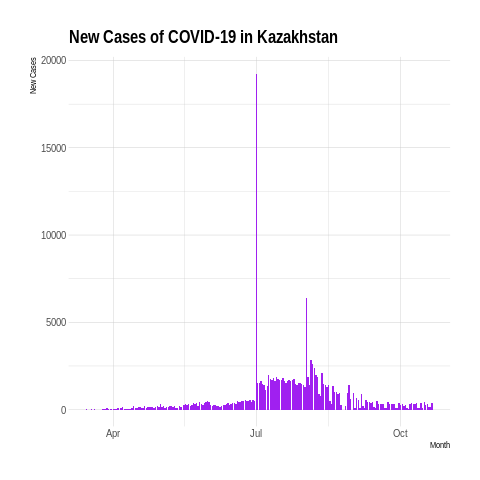 New Cases of COVID-19 in Kazakhstan
New Cases
20000
15000
10000
5000
0
Apr
Jul
Oct
Month